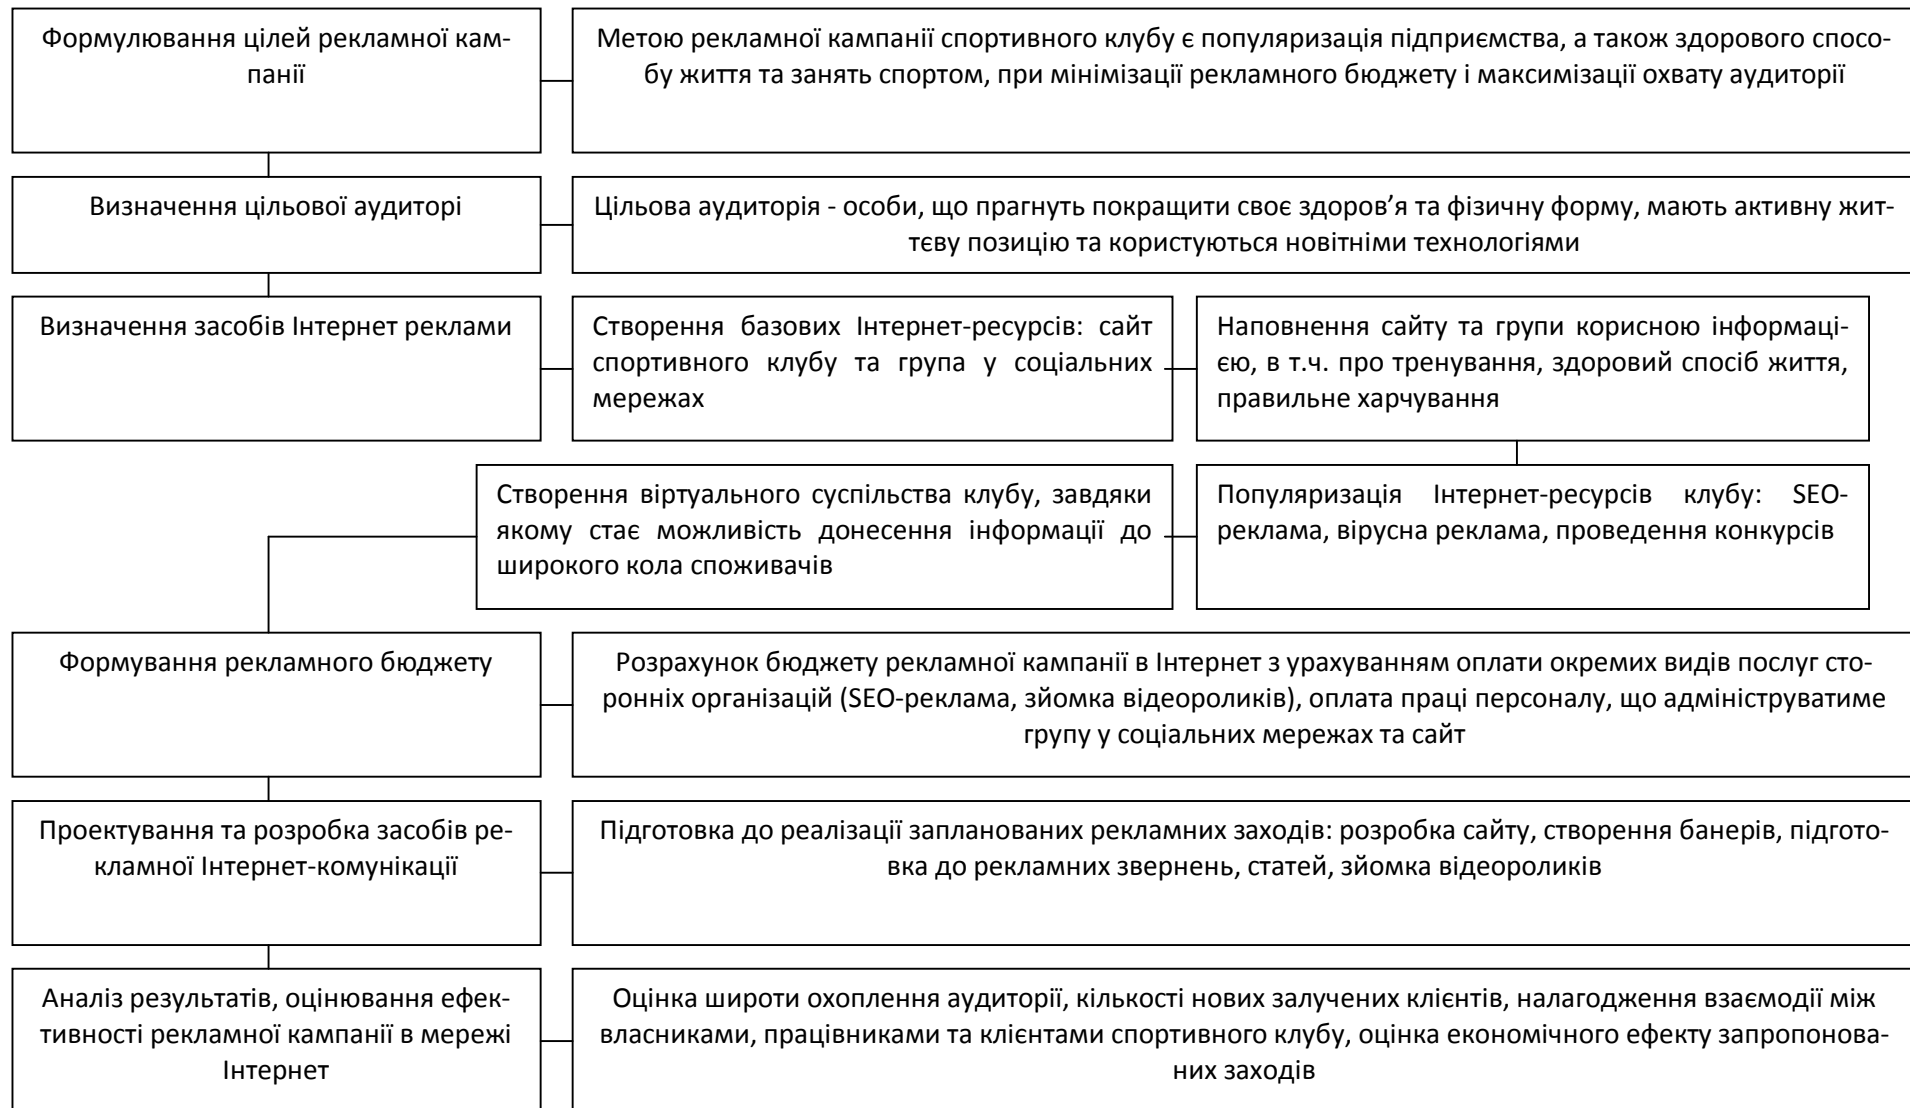 Формулювання цілей рекламної кам-
панії
Метою рекламної кампанії спортивного клубу є популяризація підприємства, а також здорового спосо-
бу життя та занять спортом, при мінімізації рекламного бюджету і максимізації охвату аудиторії
Визначення цільової аудиторі
Цільова аудиторія - особи, що прагнуть покращити своє здоров’я та фізичну форму, мають активну жит-
тєву позицію та користуються новітніми технологіями
Визначення засобів Інтернет реклами
Створення базових Інтернет-ресурсів: сайт
спортивного клубу та група у соціальних
мережах
Наповнення сайту та групи корисною інформаці-
єю, в т.ч. про тренування, здоровий спосіб життя,
правильне харчування
Створення віртуального суспільства клубу, завдяки
якому стає можливість донесення інформації до
широкого кола споживачів
Популяризація Інтернет-ресурсів клубу: SEO-
реклама, вірусна реклама, проведення конкурсів
Формування рекламного бюджету
Розрахунок бюджету рекламної кампанії в Інтернет з урахуванням оплати окремих видів послуг сто-
ронніх організацій (SEO-реклама, зйомка відеороликів), оплата праці персоналу, що адмініструватиме
групу у соціальних мережах та сайт
Проектування та розробка засобів ре-
кламної Інтернет-комунікації
Підготовка до реалізації запланованих рекламних заходів: розробка сайту, створення банерів, підгото-
вка до рекламних звернень, статей, зйомка відеороликів
Аналіз результатів, оцінювання ефек-
тивності рекламної кампанії в мережі
Інтернет
Оцінка широти охоплення аудиторії, кількості нових залучених клієнтів, налагодження взаємодії між
власниками, працівниками та клієнтами спортивного клубу, оцінка економічного ефекту запропонова-
них заходів